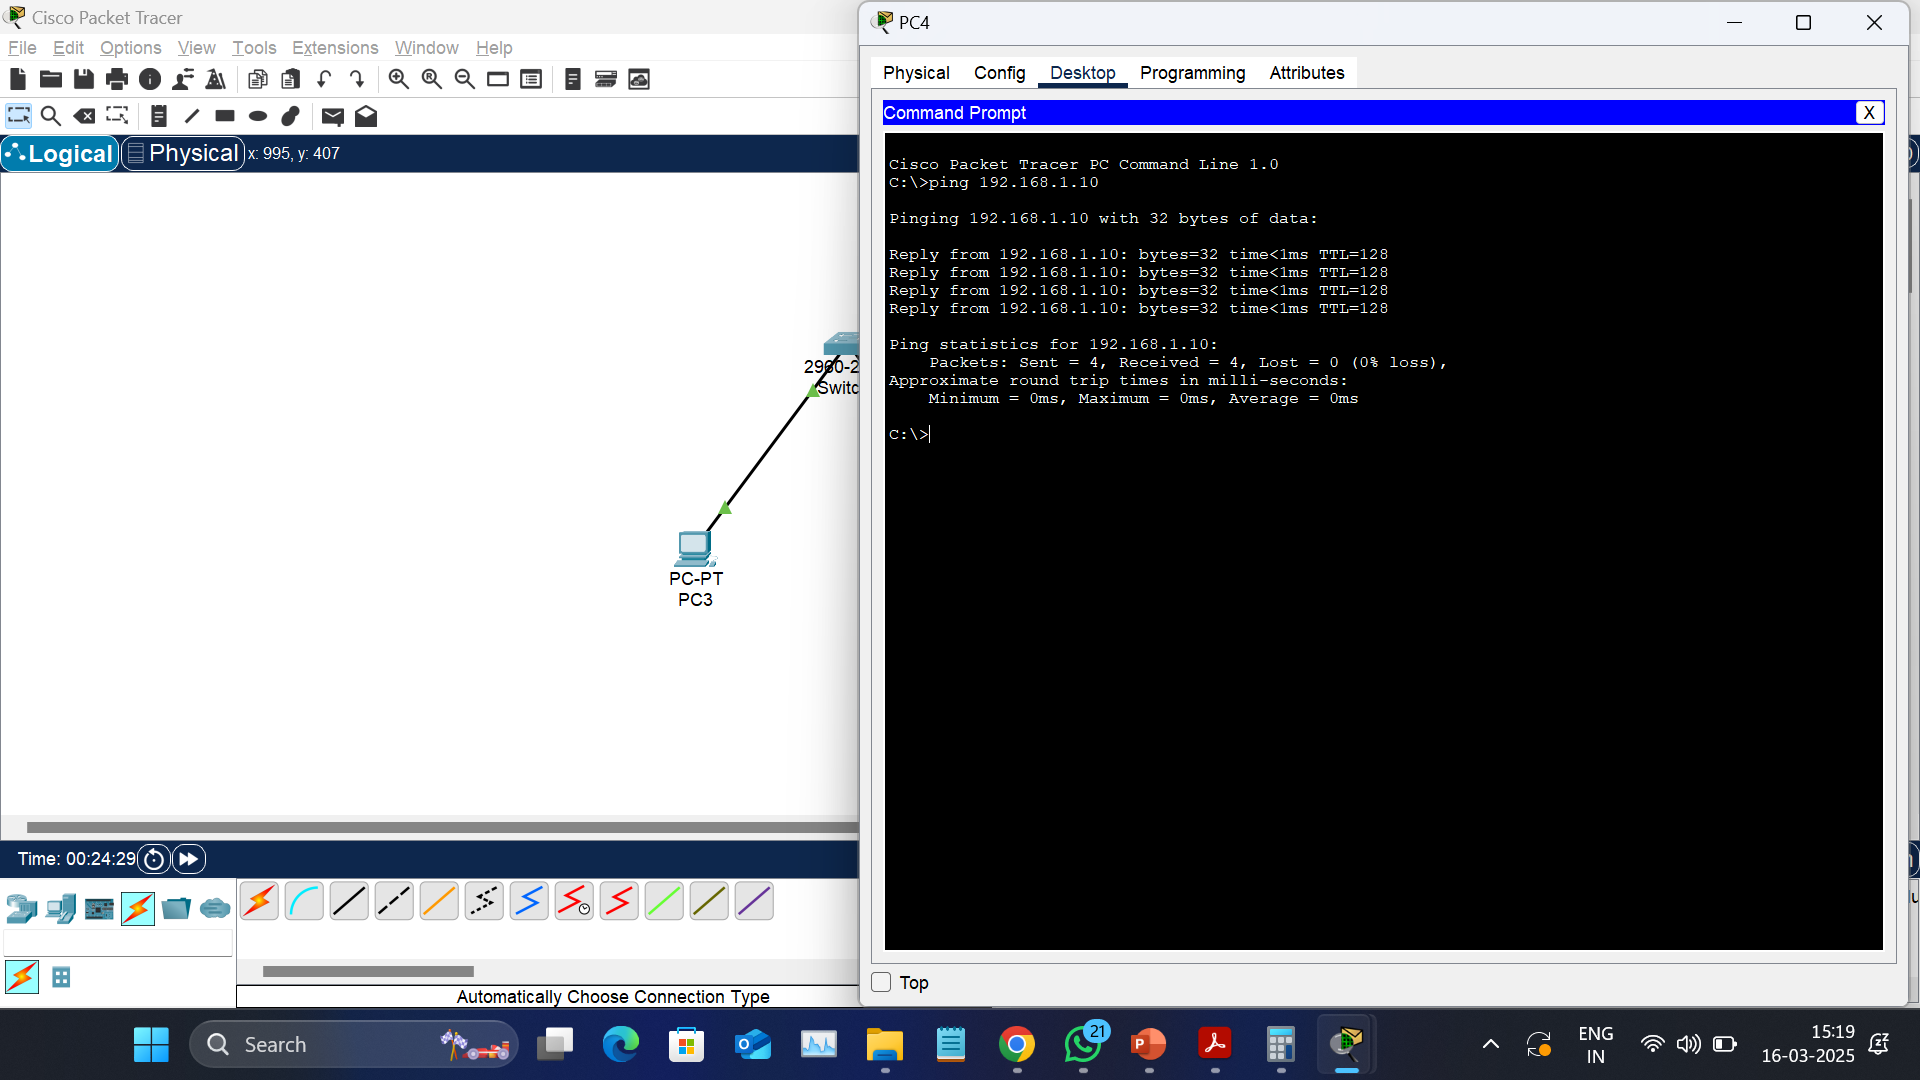 Cisco Packet Tracer
File Edit Options View Tools Extensions Window Help
Logical Physical x: 995, y: 407
2960-2
Switc
PC-PT
PC3
Time: 00:24:29
Automatically Choose Connection Type
PC4
Physical Config Desktop Programming Attributes
Command Prompt X
Cisco Packet Tracer PC Command Line 1.0
C:\>ping 192.168.1.10
Pinging 192.168.1.10 with 32 bytes of data:
Reply from 192.168.1.10: bytes=32 time<1ms TTL=128
Reply from 192.168.1.10: bytes=32 time<1ms TTL=128
Reply from 192.168.1.10: bytes=32 time<1ms TTL=128
Reply from 192.168.1.10: bytes=32 time<1ms TTL=128
Ping statistics for 192.168.1.10:
Packets: Sent = 4, Received = 4, Lost = 0 (0% loss),
Approximate round trip times in milli-seconds:
Minimum = 0ms, Maximum = 0ms, Average = 0ms
C:\>
Top
Search
21
ENG
IN
15:19
16-03-2025